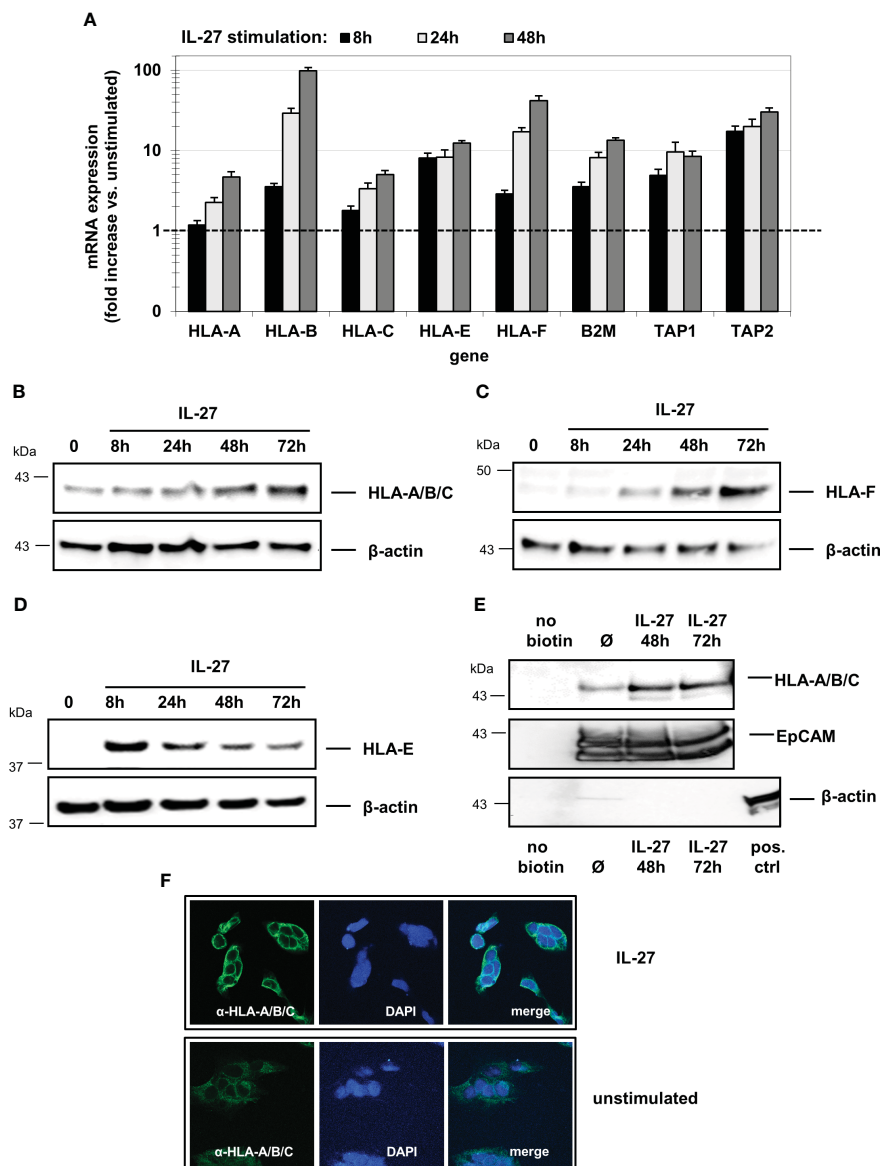 A
IL-27 stimulation: 8h 24h 48h
mRNA expression
(fold increase vs. unstimulated)
100
10
1
0
HLA-A HLA-B HLA-C HLA-E HLA-F B2M TAP1 TAP2
gene
B
IL-27
kDa 0 8h 24h 48h 72h
43
HLA-A/B/C
43
β-actin
C
IL-27
kDa 0 8h 24h 48h 72h
50
HLA-F
43
β-actin
D
IL-27
0 8h 24h 48h 72h
kDa
HLA-E
37
β-actin
37
E
no biotin Ø IL-27 48h IL-27 72h
kDa
HLA-A/B/C
43
43
EpCAM
43
β-actin
no biotin Ø IL-27 48h IL-27 72h pos. ctrl
F
α-HLA-A/B/C DAPI merge
IL-27
α-HLA-A/B/C DAPI merge
unstimulated